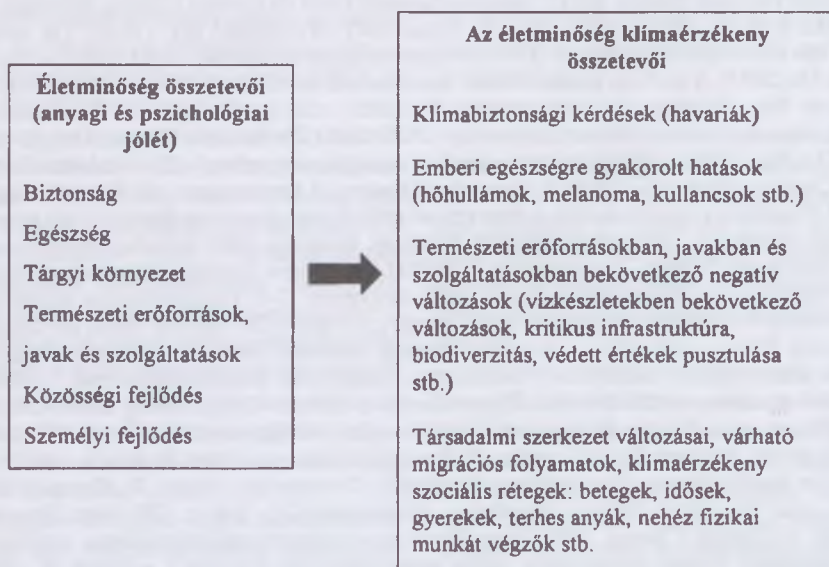 Életminőség összetevői
(anyagi és pszichológiai
jólét)
Biztonság
Egészség
Tárgyi környezet
Természeti erőforrások,
javak és szolgáltatások
Közösségi fejlődés
Személyi fejlődés
Az életminőség klímaérzékeny
összetevői
Klímabiztonsági kérdések (havariák)
Emberi egészségre gyakorolt hatások
(hőhullámok, melanoma, kullancsok stb.)
Természeti erőforrásokban, javakban és
szolgáltatásokban bekövetkező negatív
változások (vízkészletekben bekövetkező
változások, kritikus infrastruktúra,
biodiverzitás, védett értékek pusztulása
stb.)
Társadalmi szerkezet változásai, várható
migrációs folyamatok, klímaérzékeny
szociális rétegek: betegek, idősek,
gyerekek, terhes anyák, nehéz fizikai
munkát végzők stb.